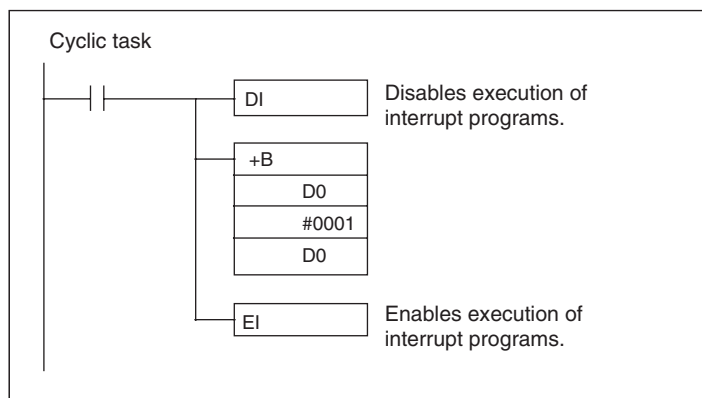 Cyclic task
DI
Disables execution of
interrupt programs.
+B
D0
#0001
D0
EI
Enables execution of
interrupt programs.